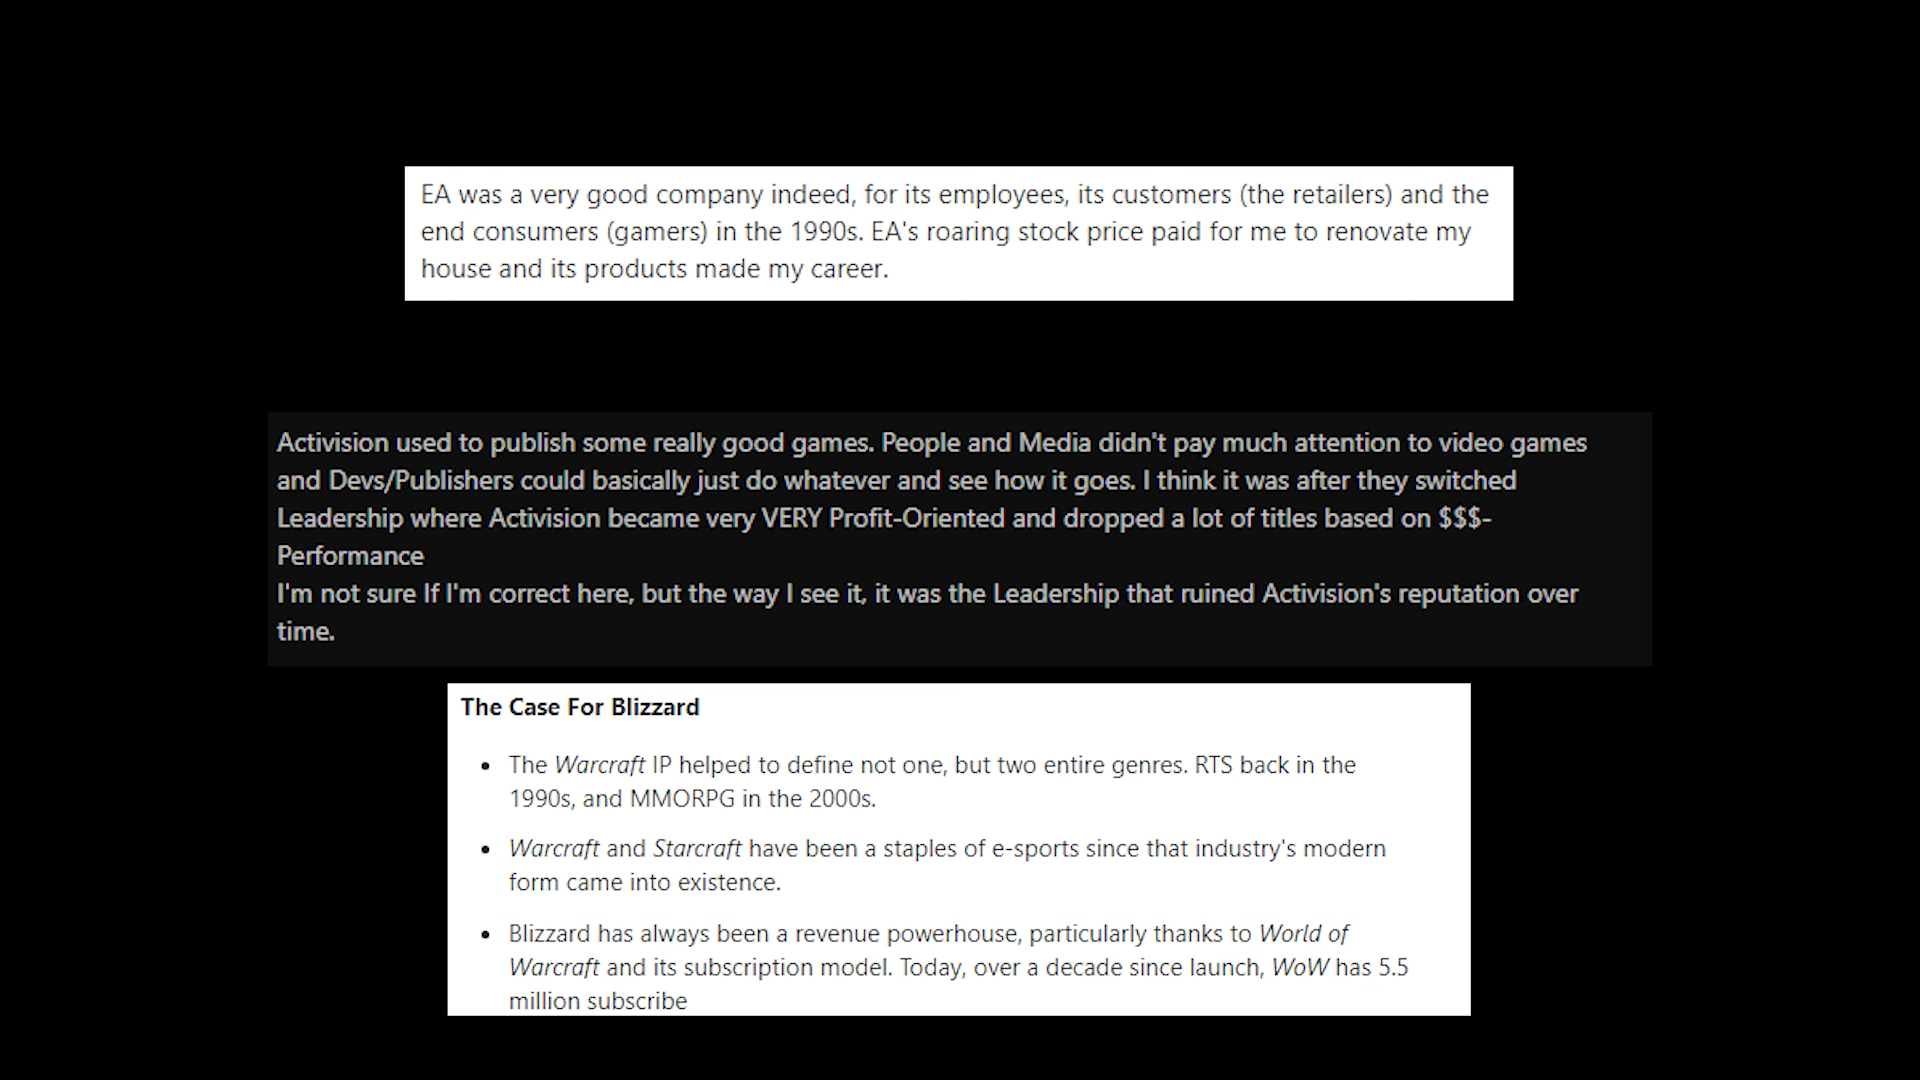 EA was a very good company indeed, for its employees, its customers (the retailers) and the
end consumers (gamers) in the 1990s. EA's roaring stock price paid for me to renovate my
house and its products made my career.
Activision used to publish some really good games. People and Media didn't pay much attention to video games
and Devs/Publishers could basically just do whatever and see how it goes. I think it was after they switched
Leadership where Activision became very VERY Profit-Oriented and dropped a lot of titles based on $$$-
Performance
I'm not sure If I'm correct here, but the way I see it, it was the Leadership that ruined Activision's reputation over
time.
The Case For Blizzard
• The Warcraft IP helped to define not one, but two entire genres. RTS back in the
1990s, and MMORPG in the 2000s.
• Warcraft and Starcraft have been a staples of e-sports since that industry's modern
form came into existence.
• Blizzard has always been a revenue powerhouse, particularly thanks to World of
Warcraft and its subscription model. Today, over a decade since launch, WoW has 5.5
million subscribe